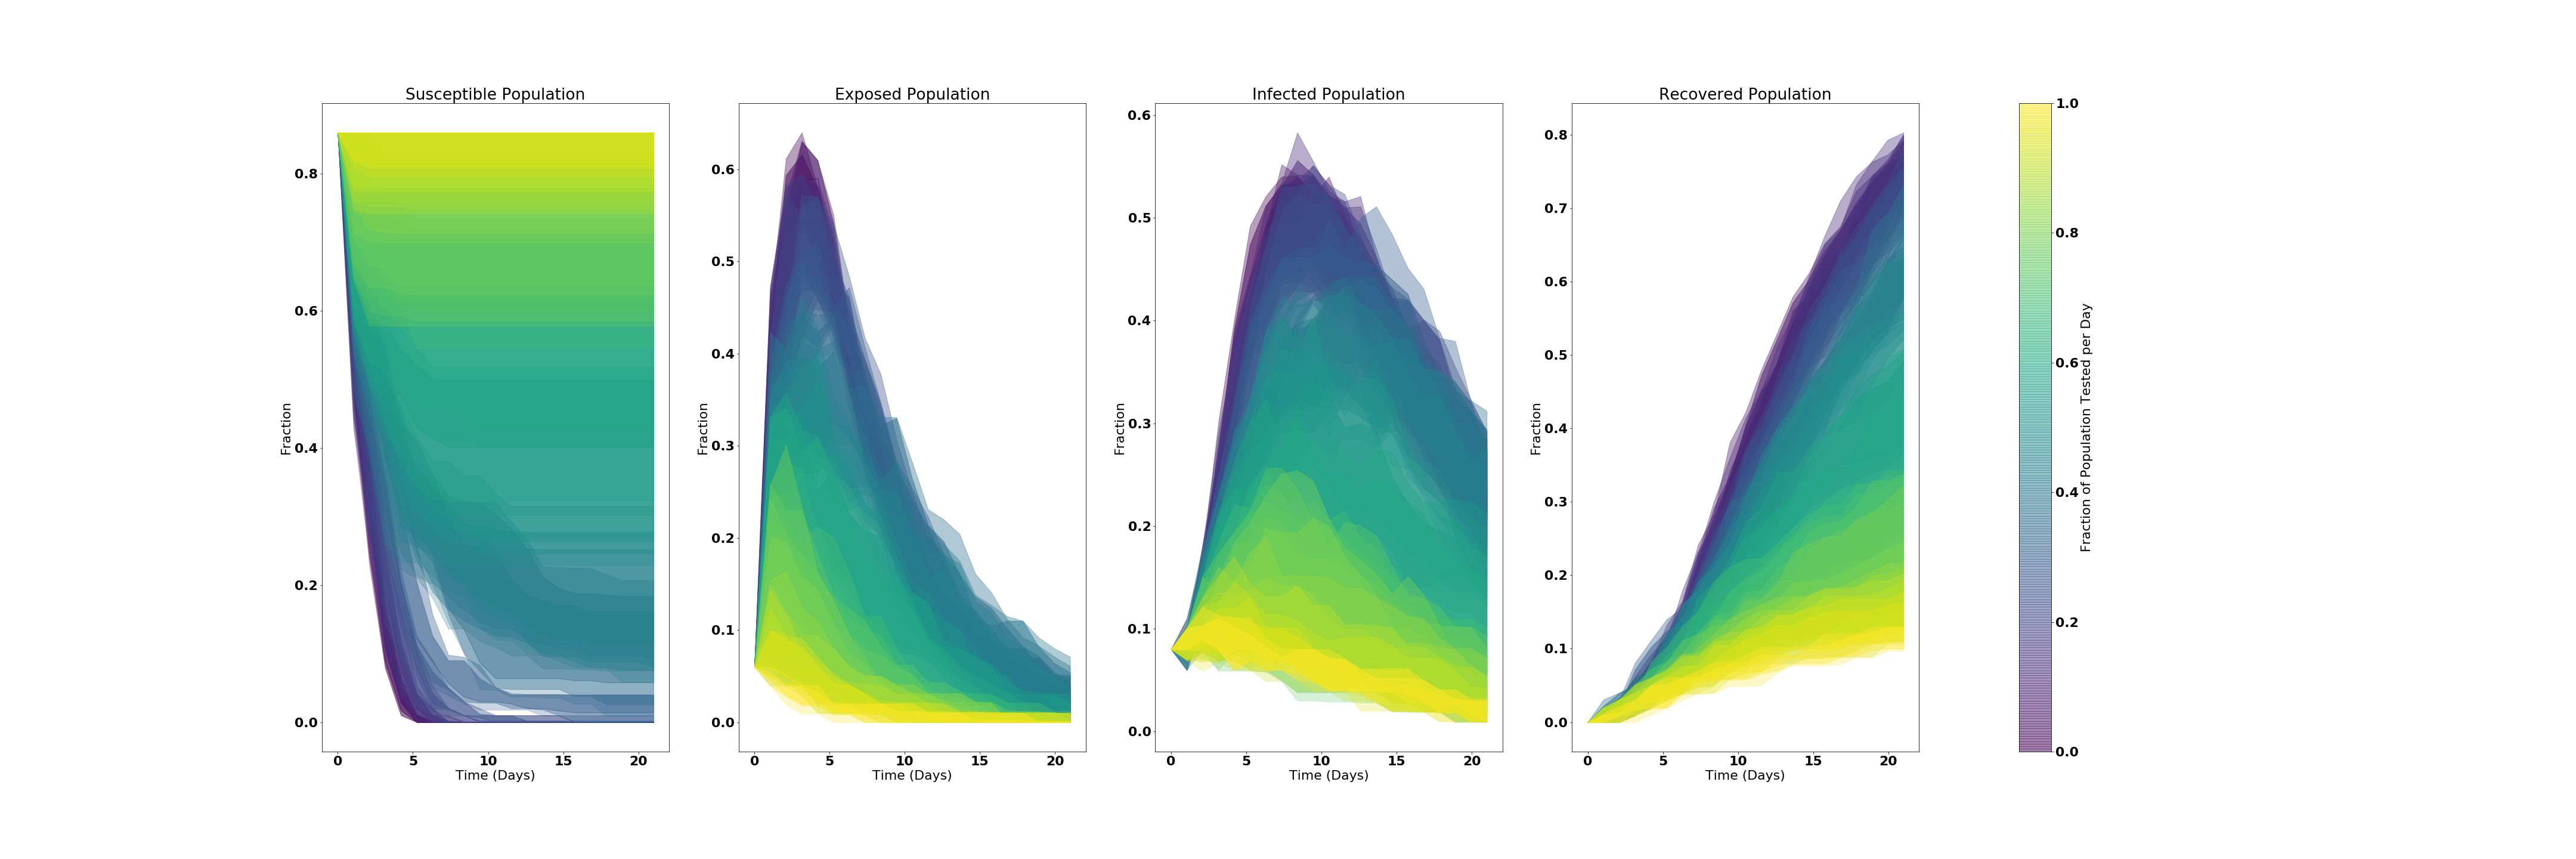 Susceptible Population
Fraction
0.8
0.6
0.4
0.2
0.0
0 5 10 15 20
Time (Days)
Exposed Population
Fraction
0.6
0.5
0.4
0.3
0.2
0.1
0.0
0 5 10 15 20
Time (Days)
Infected Population
Fraction
0.6
0.5
0.4
0.3
0.2
0.1
0.0
0 5 10 15 20
Time (Days)
Recovered Population
Fraction
0.8
0.7
0.6
0.5
0.4
0.3
0.2
0.1
0.0
0 5 10 15 20
Time (Days)
1.0
0.8
0.6
0.4
0.2
0.0
Fraction of Population Tested per Day